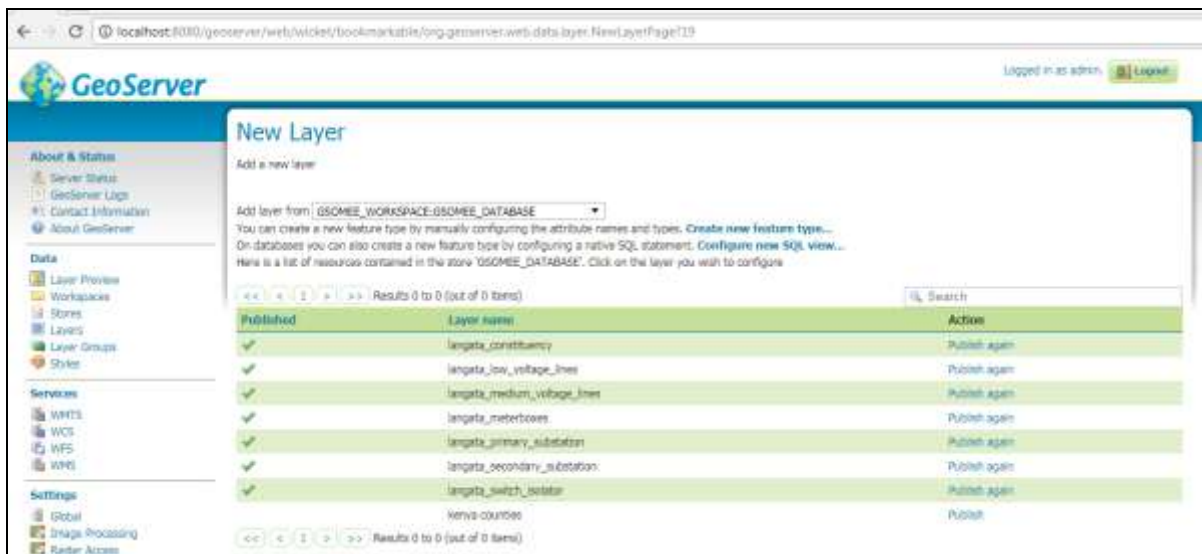 localhost:8080/geoserver/web/wicket/bookmarkable/org.geoserver.web.data.layer.NewLayerPage?19
GeoServer
Logged in as admin.
Logout
About & Status
Server Status
GeoServer Logs
Contact Information
About GeoServer
Data
Layer Preview
Workspaces
Stores
Layers
Layer Groups
Styles
Services
WMTS
WCS
WFS
WMS
Settings
Global
Image Processing
Raster Access
New Layer
Add a new layer
Add layer from GSOMEE_WORKSPACE:GSOMEE_DATABASE
You can create a new feature type by manually configuring the attribute names and types. Create new feature type...
On databases you can also create a new feature type by configuring a native SQL statement. Configure new SQL view...
Here is a list of resources contained in the store 'GSOMEE_DATABASE'. Click on the layer you wish to configure
<< < 1 > >> Results 0 to 0 (out of 0 items)
Search
Published Layer name Action
langata_constituency Publish again
langata_low_voltage_lines Publish again
langata_medium_voltage_lines Publish again
langata_meterboxes Publish again
langata_primary_substation Publish again
langata_secondary_substation Publish again
langata_switch_isolator Publish again
kenya counties Publish
<< < 1 > >> Results 0 to 0 (out of 0 items)